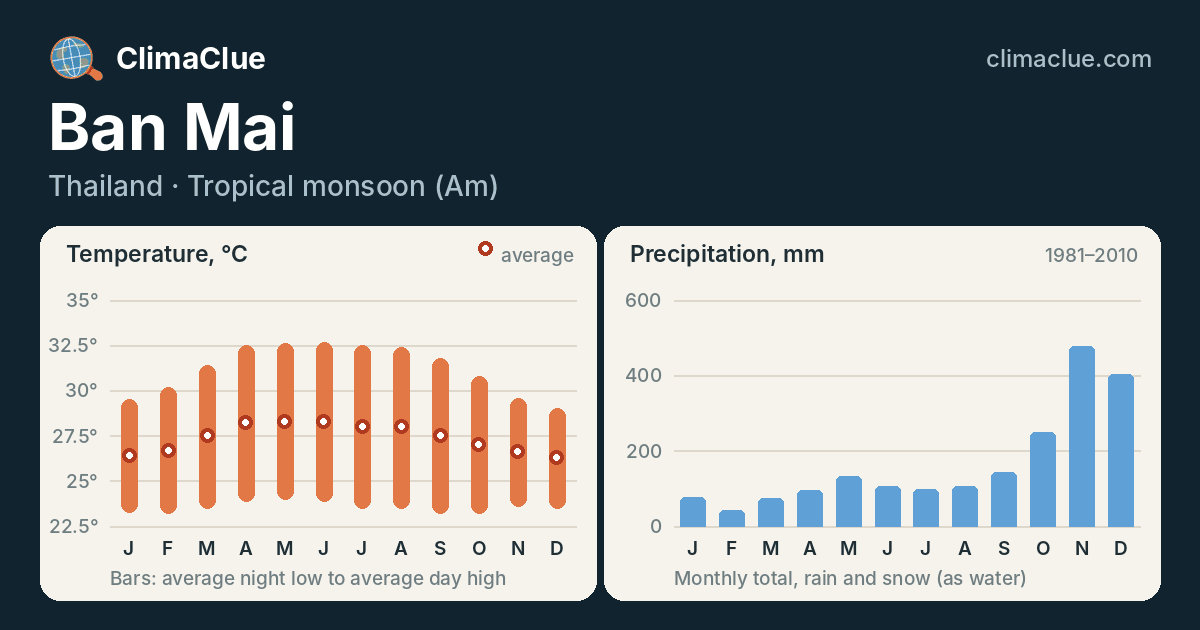 ClimaClue
climaclue.com
Ban Mai
Thailand · Tropical monsoon (Am)
Temperature, °C
average
35°
32.5°
30°
27.5°
25°
22.5°
J F M A M J J A S O N D
Bars: average night low to average day high
Precipitation, mm
1981–2010
600
400
200
0
J F M A M J J A S O N D
Monthly total, rain and snow (as water)